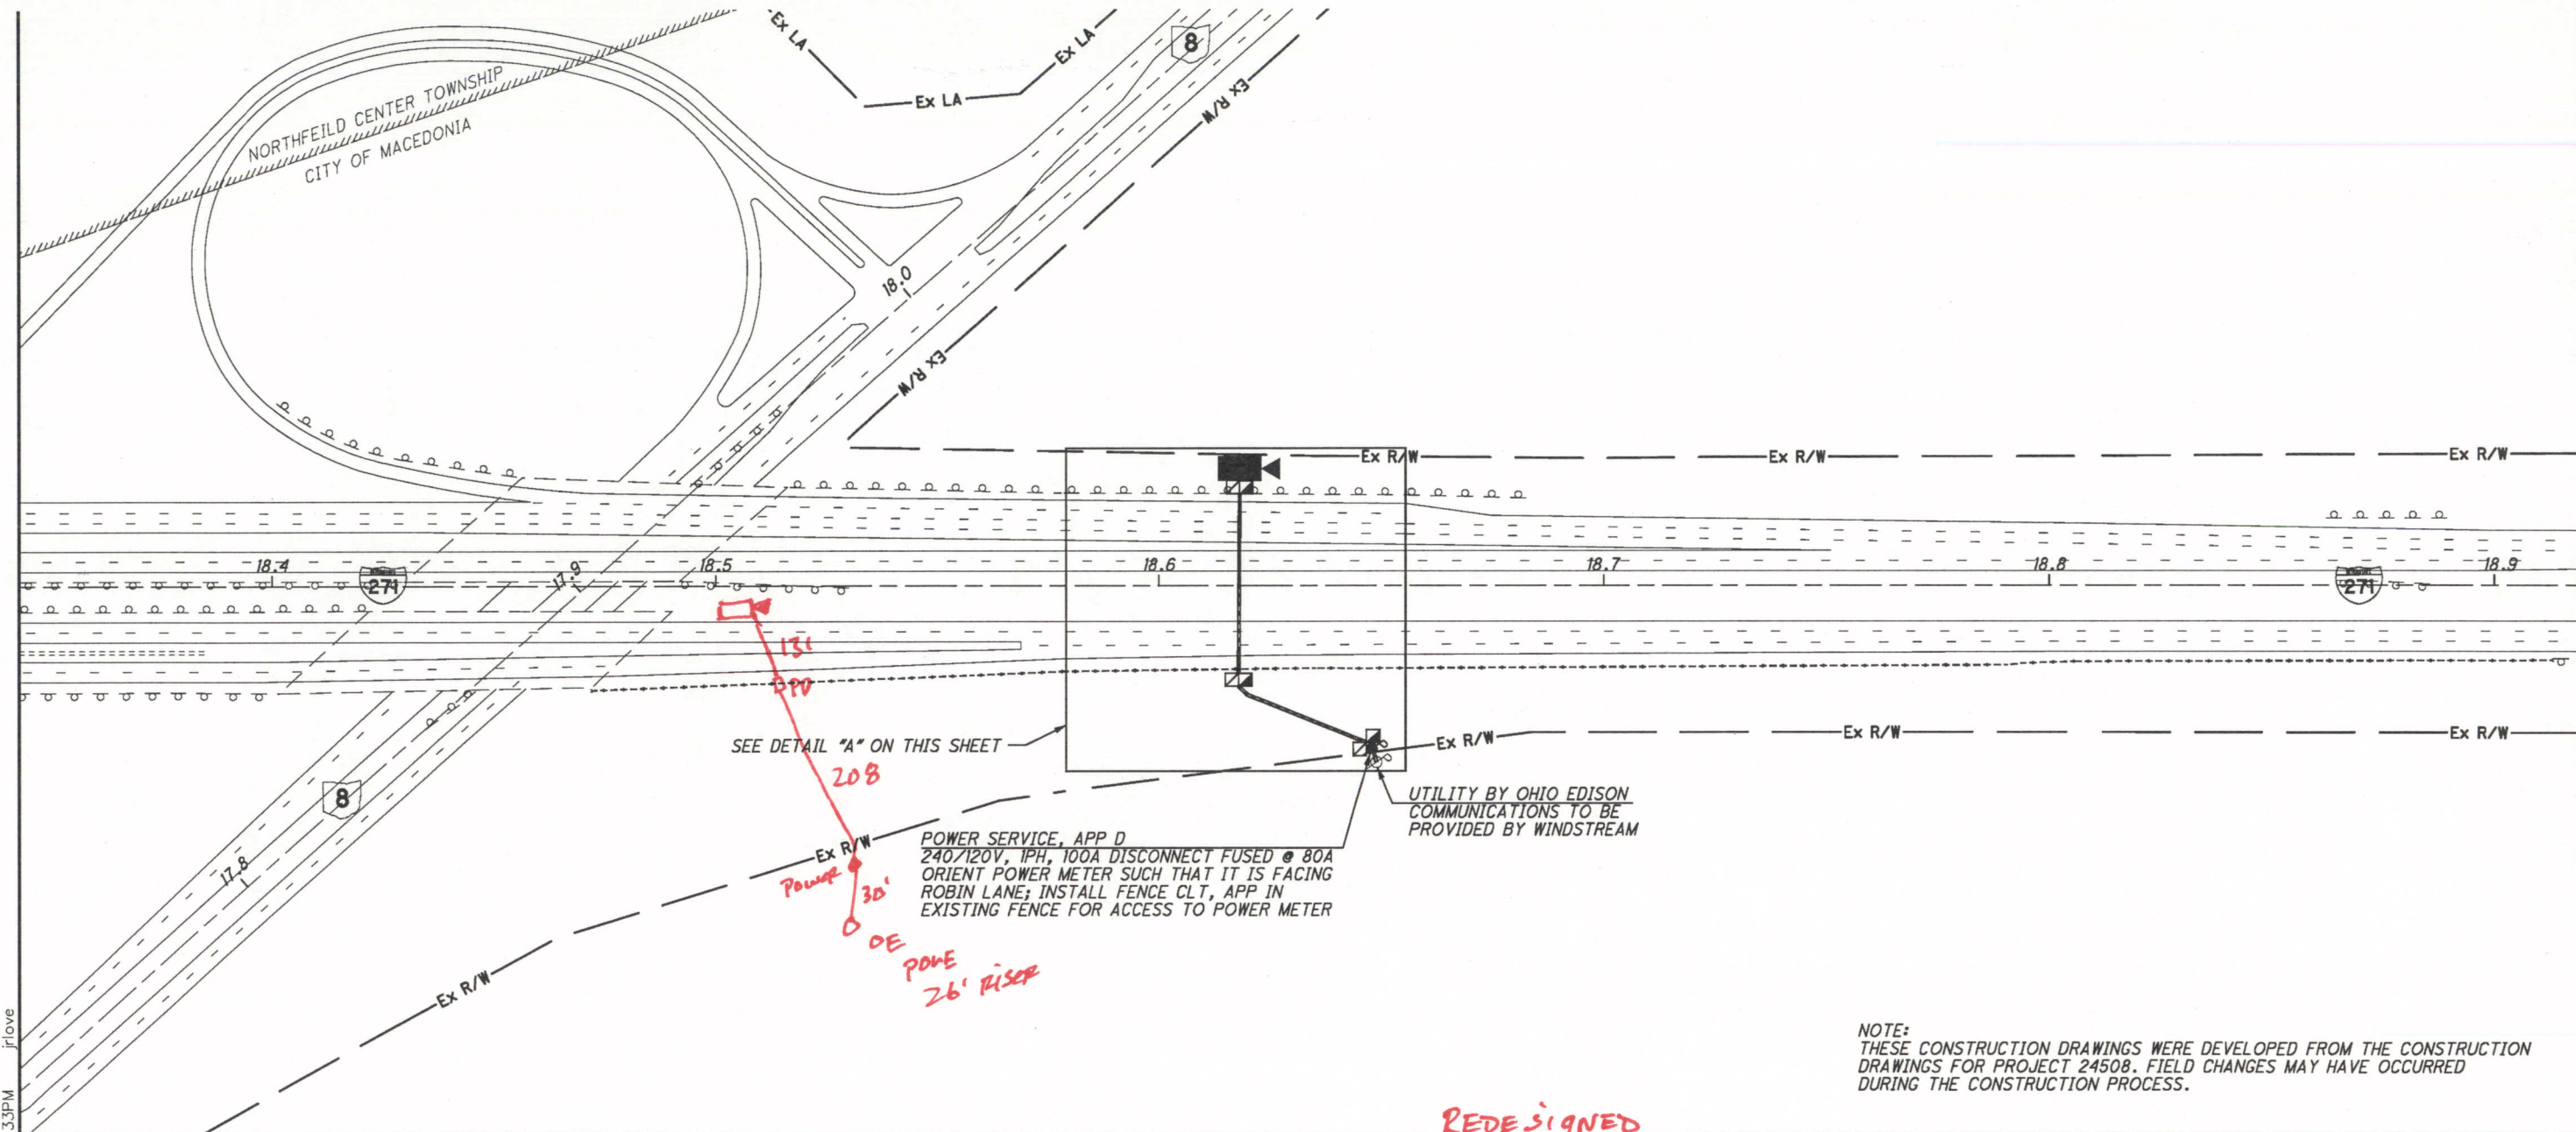 Ex LA
Ex LA
Ex LA
8
Ex R/W
NORTHFEILD CENTER TOWNSHIP
CITY OF MACEDONIA
18.0
Ex R/W
Ex R/W
Ex R/W
Ex R/W
18.4
271
17.9
18.5
18.6
18.7
18.8
271
18.9
131
PD
SEE DETAIL "A" ON THIS SHEET
208
Ex R/W
Ex R/W
Ex R/W
8
17.8
UTILITY BY OHIO EDISON
COMMUNICATIONS TO BE
PROVIDED BY WINDSTREAM
POWER SERVICE, APP D
240/120V, 1PH, 100A DISCONNECT FUSED @ 80A
ORIENT POWER METER SUCH THAT IT IS FACING
ROBIN LANE; INSTALL FENCE CLT, APP IN
EXISTING FENCE FOR ACCESS TO POWER METER
Ex R/W
Power
30'
OE
POLE
26' RISER
Ex R/W
NOTE:
THESE CONSTRUCTION DRAWINGS WERE DEVELOPED FROM THE CONSTRUCTION
DRAWINGS FOR PROJECT 24508. FIELD CHANGES MAY HAVE OCCURRED
DURING THE CONSTRUCTION PROCESS.
REDESIGNED
jrlove
33PM